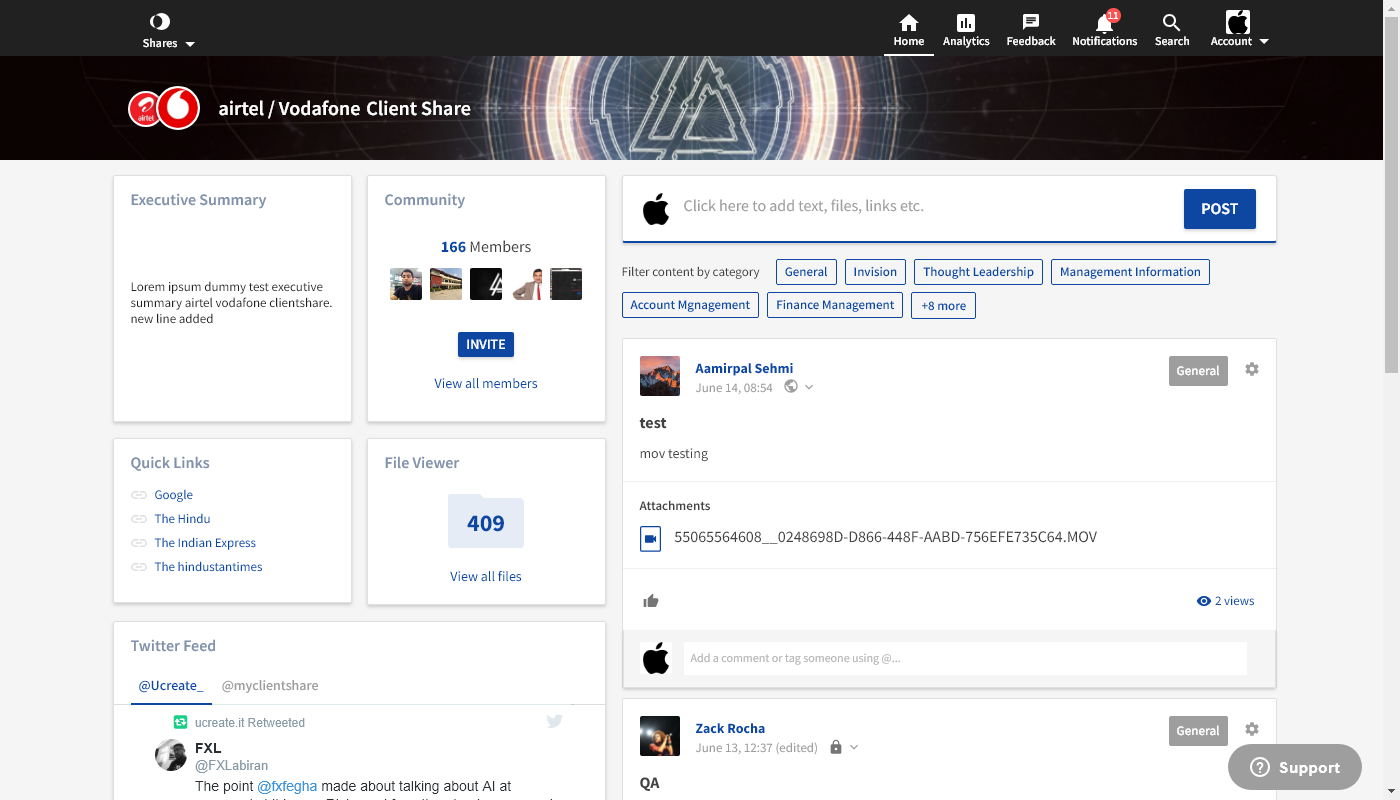 Shares
Home
Analytics
Feedback
11
Notifications
Search
Account
airtel
airtel / Vodafone Client Share
Executive Summary
Lorem ipsum dummy test executive
summary airtel vodafone clientshare.
new line added
Community
166 Members
INVITE
View all members
Quick Links
Google
The Hindu
The Indian Express
The hindustantimes
File Viewer
409
View all files
Twitter Feed
@Ucreate_ @myclientshare
ucreate.it Retweeted
FXL
@FXLabiran
The point @fxfegha made about talking about AI at
Click here to add text, files, links etc.
POST
Filter content by category
General
Invision
Thought Leadership
Management Information
Account Mgnagement
Finance Management
+8 more
Aamirpal Sehmi
June 14, 08:54
General
test
mov testing
Attachments
55065564608__0248698D-D866-448F-AABD-756EFE735C64.MOV
2 views
Add a comment or tag someone using @...
Zack Rocha
June 13, 12:37 (edited)
General
QA
Support